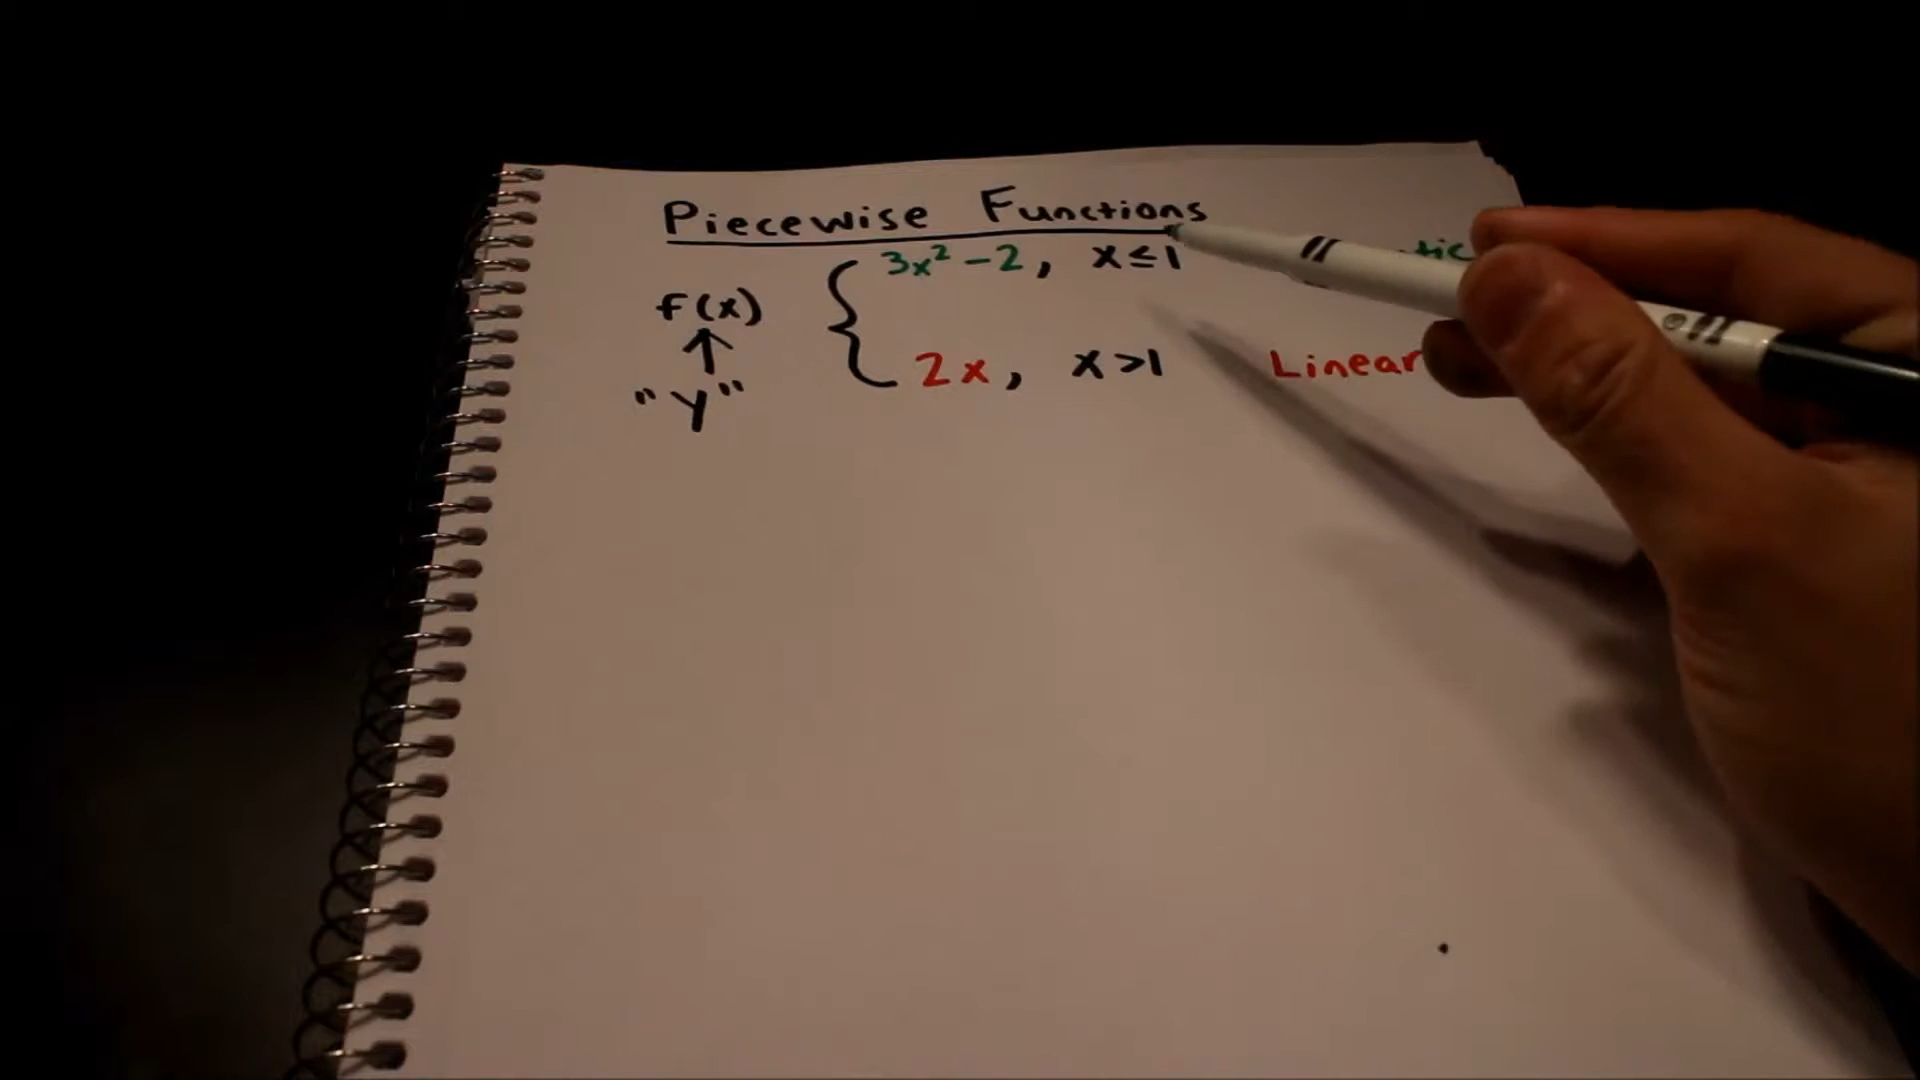 Piecewise Functions
3x² -2, x≤1
f(x) {
2x, x>1 Linear
"Y"